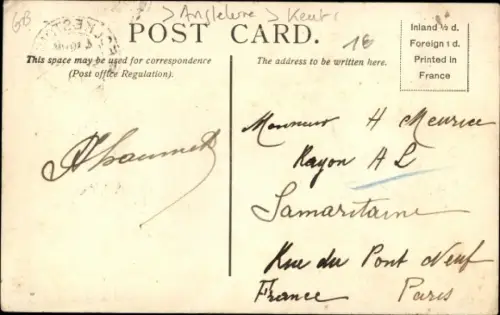 GB
> Angleterre > Kent
POST CARD.
18
Inland ½ d.
Foreign 1 d.
Printed in
France
This space may be used for correspondence
(Post office Regulation).
The address to be written here.
Monsieur H Meurice
Rayon H L
Samaritaine
Rue du Pont Neuf
France Paris